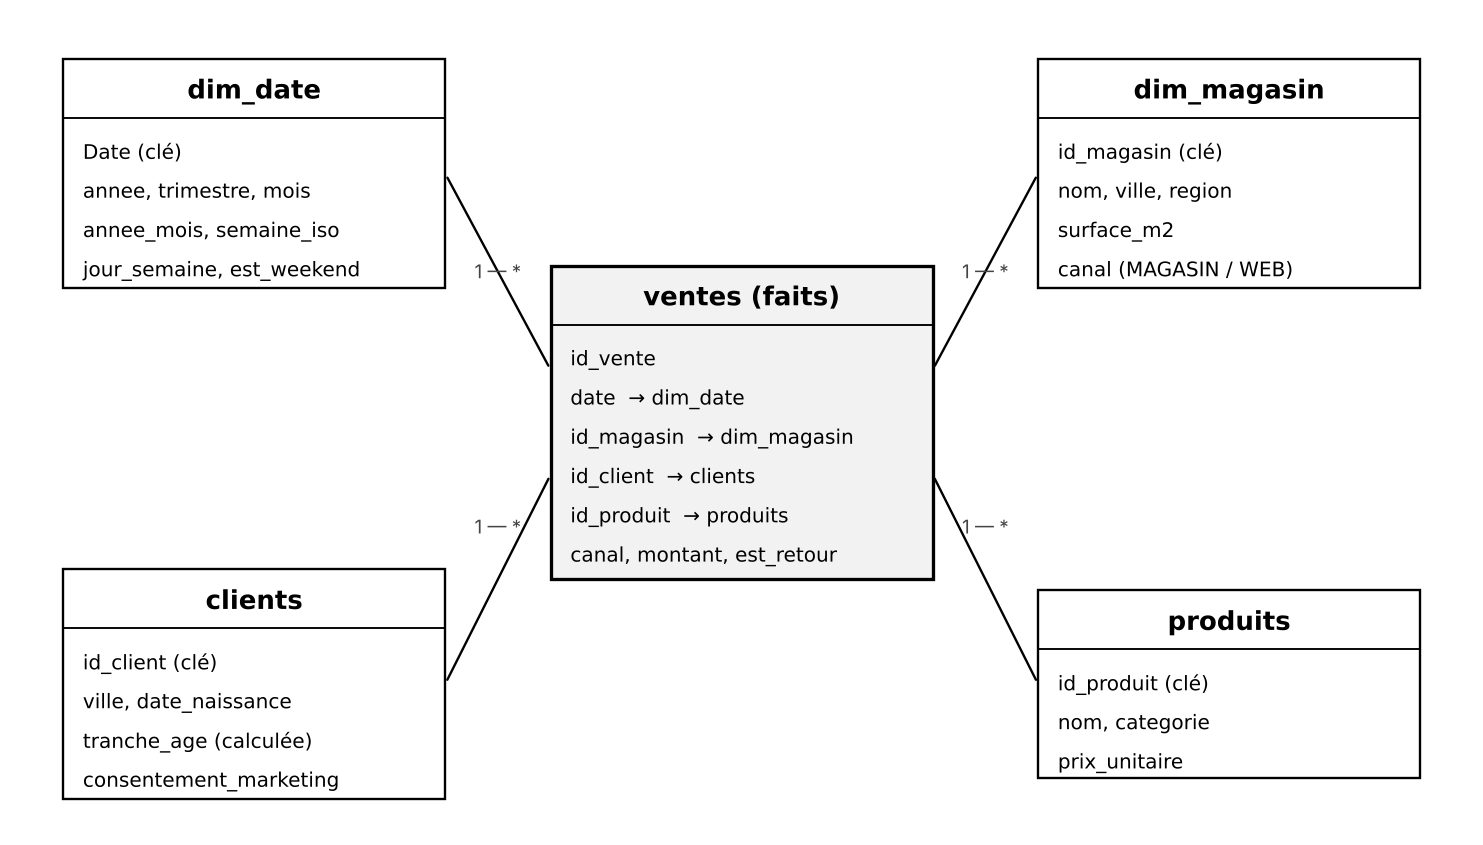 dim_date
Date (clé)
annee, trimestre, mois
annee_mois, semaine_iso
jour_semaine, est_weekend
dim_magasin
id_magasin (clé)
nom, ville, region
surface_m2
canal (MAGASIN / WEB)
1 — *
1 — *
ventes (faits)
id_vente
date → dim_date
id_magasin → dim_magasin
id_client → clients
id_produit → produits
canal, montant, est_retour
1 — *
1 — *
clients
id_client (clé)
ville, date_naissance
tranche_age (calculée)
consentement_marketing
produits
id_produit (clé)
nom, categorie
prix_unitaire